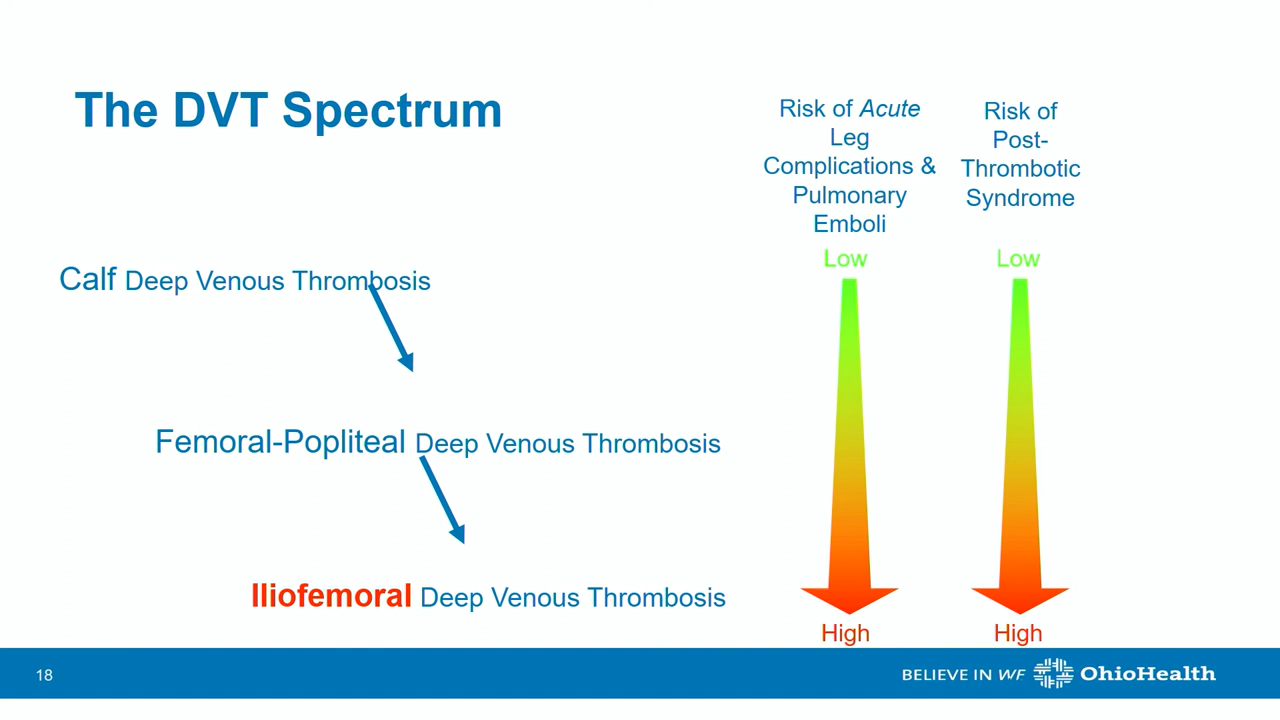 The DVT Spectrum
Risk of Acute
Leg
Complications &
Pulmonary
Emboli
Risk of
Post-
Thrombotic
Syndrome
Low
Low
Calf Deep Venous Thrombosis
Femoral-Popliteal Deep Venous Thrombosis
Iliofemoral Deep Venous Thrombosis
High
High
18
BELIEVE IN WE OhioHealth